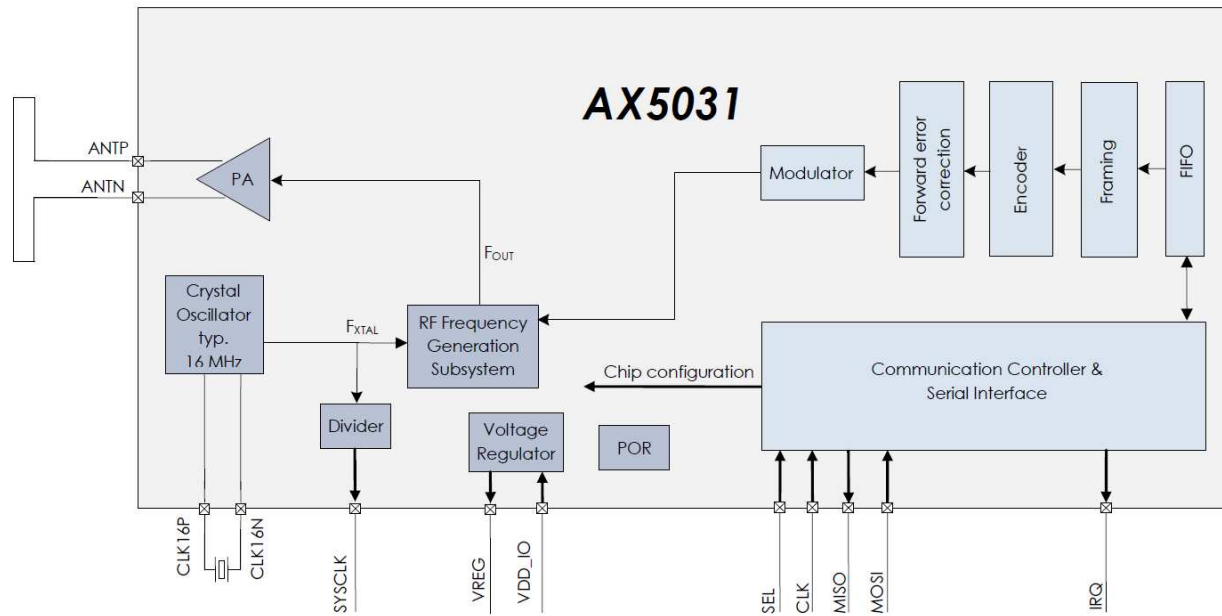 AX5031
ANTP
ANTN
PA
Modulator
Forward error
correction
Encoder
Framing
FIFO
FOUT
Crystal
Oscillator
typ.
16 MHz
FXTAL
RF Frequency
Generation
Subsystem
Chip configuration
Communication Controller &
Serial Interface
Divider
Voltage
Regulator
POR
CLK16P
CLK16N
SYSCLK
VREG
VDD_IO
SEL
CLK
MISO
MOSI
IRQ